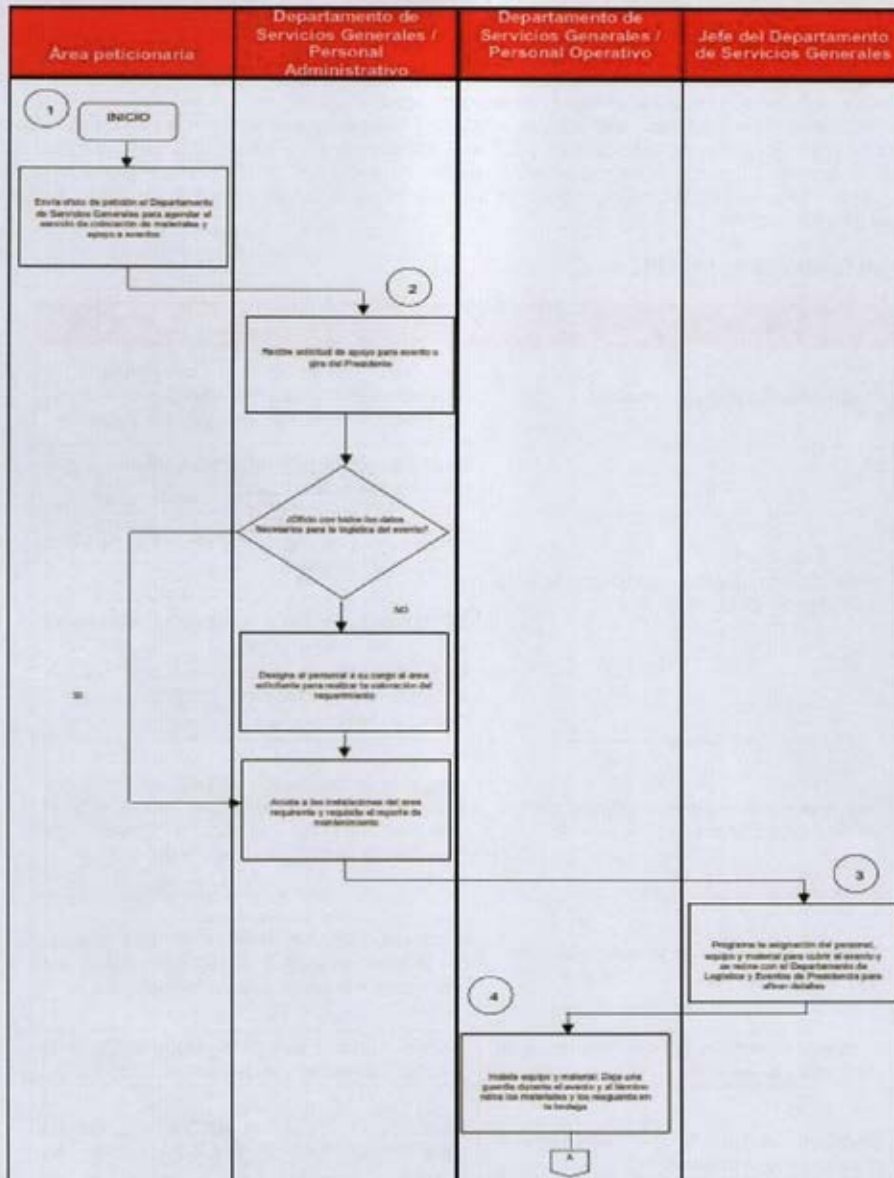 Área peticionaria
Departamento de
Servicios Generales /
Personal
Administrativo
Departamento de
Servicios Generales /
Personal Operativo
Jefe del Departamento
de Servicios Generales
1
INICIO
Envía oficio de petición al Departamento
de Servicios Generales para agendar el
servicio de colocación de materiales y
apoyo a eventos
2
Recibe solicitud de apoyo para evento o
gira del Presidente
¿Oficio con todos los datos
Necesarios para la logística del evento?
NO
SI
Designa al personal a su cargo al área
solicitante para realizar la valoración del
requerimiento
Acude a las instalaciones del área
requirente y requisita el reporte de
mantenimiento
3
Programa la asignación del personal,
equipo y material para cubrir el evento y
se reúne con el Departamento de
Logística y Eventos de Presidencia para
afinar detalles
4
Instala equipo y material. Deja una
guardia durante el evento y al término
retira los materiales y los resguarda en
la bodega
A